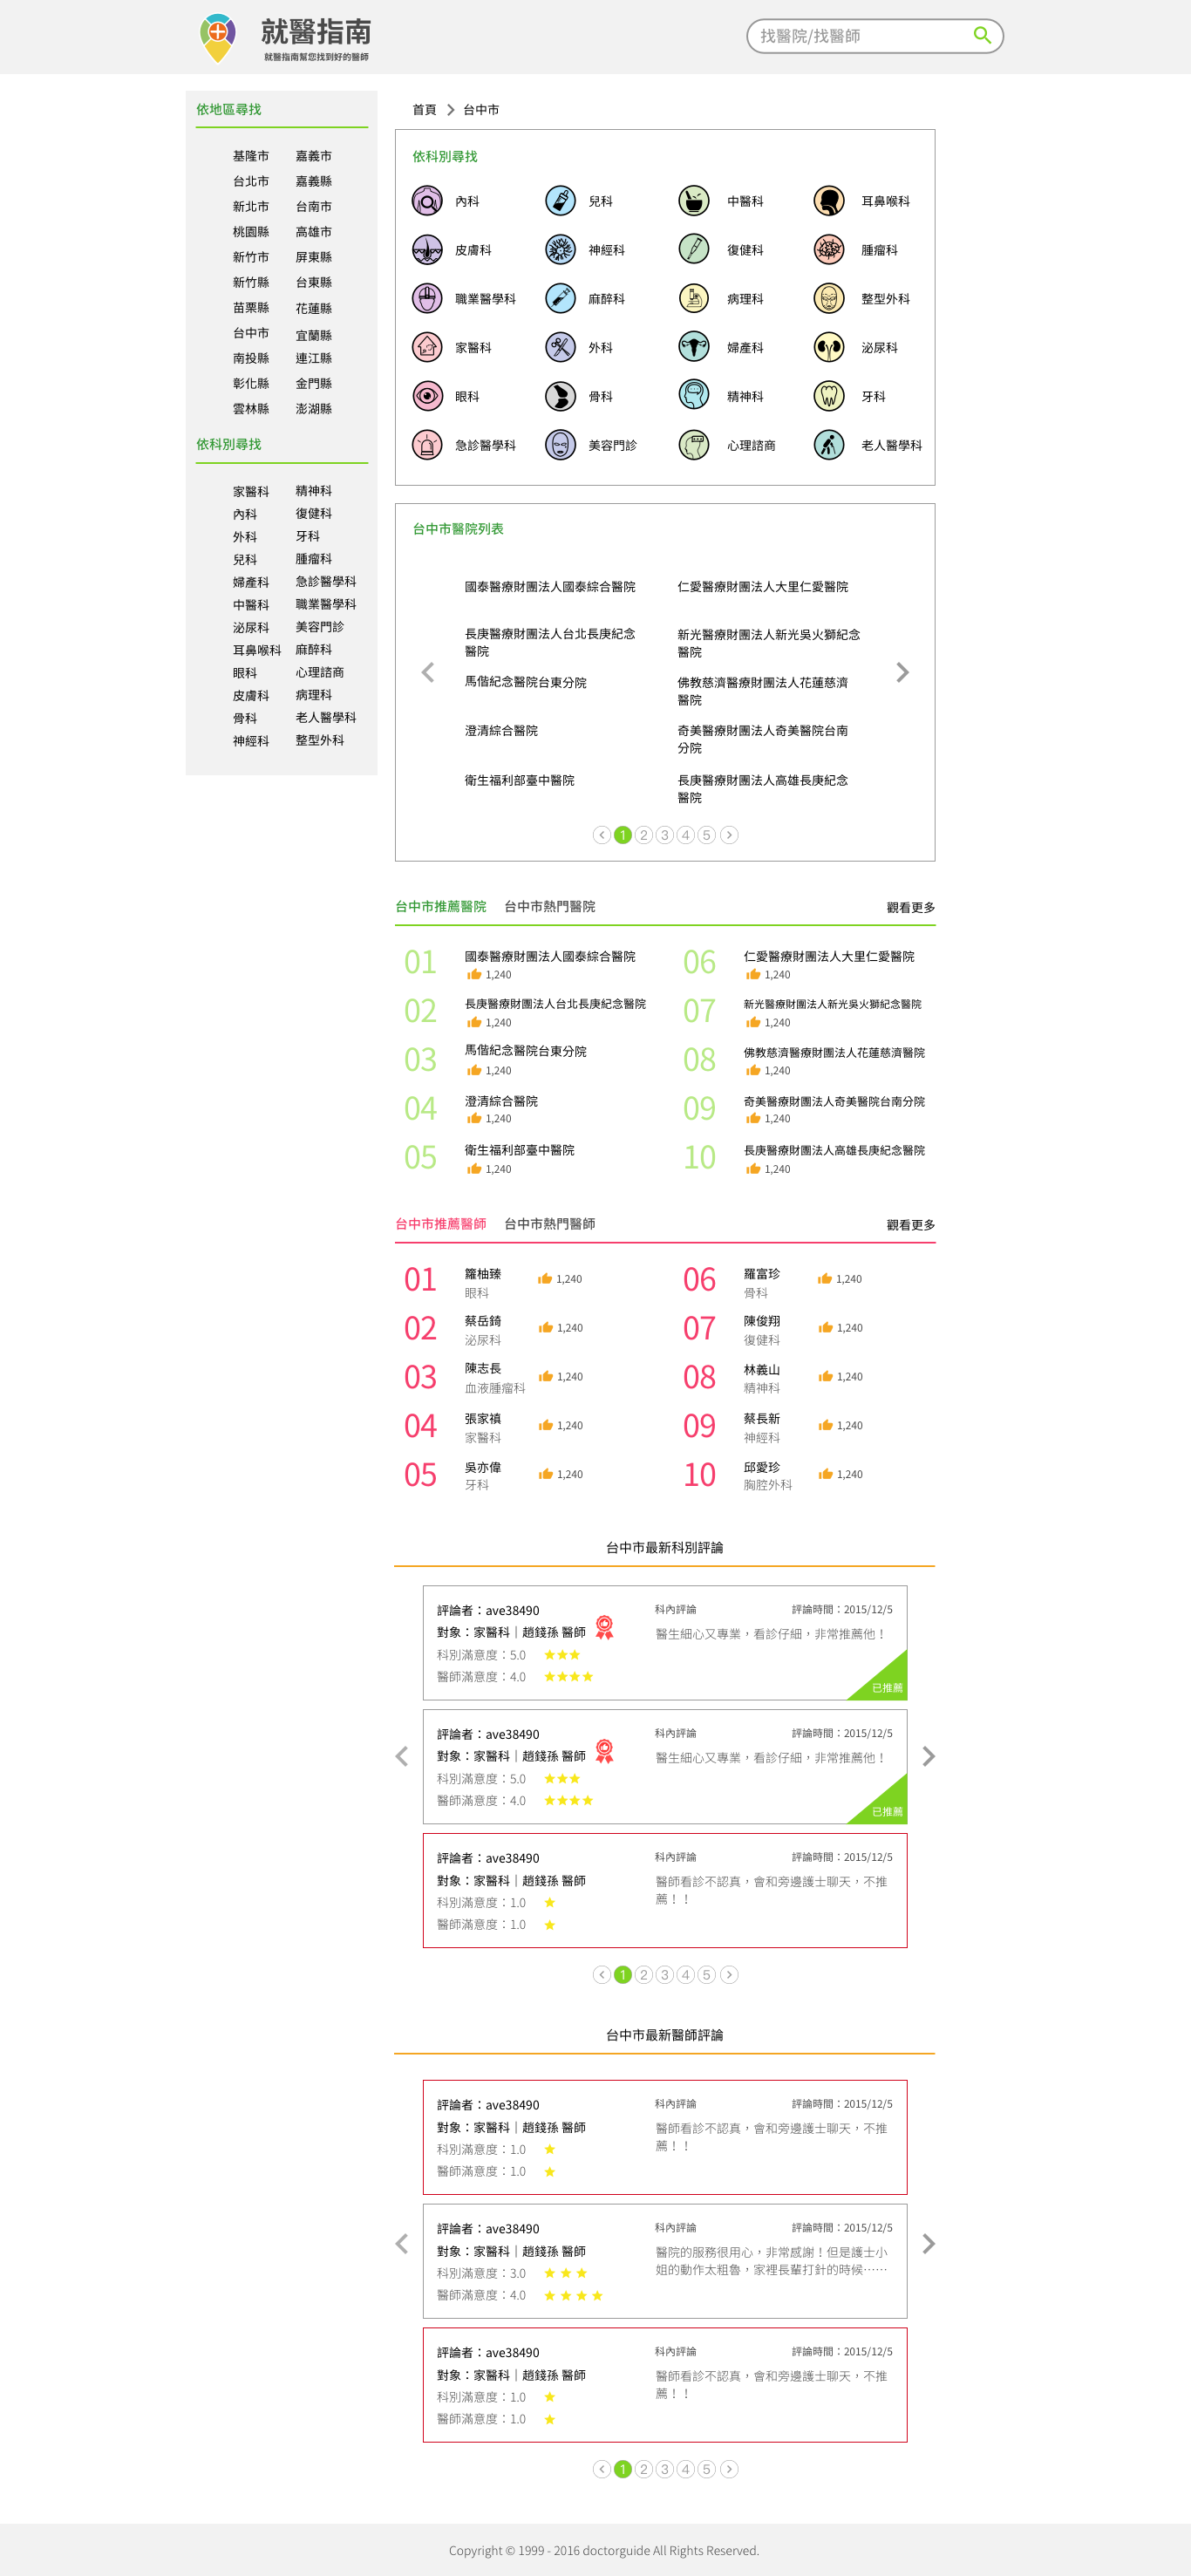 就醫指南
就醫指南幫您找到好的醫師
找醫院/找醫師
依地區尋找
基隆市 嘉義市
台北市 嘉義縣
新北市 台南市
桃園縣 高雄市
新竹市 屏東縣
新竹縣 台東縣
苗栗縣 花蓮縣
台中市 宜蘭縣
南投縣 連江縣
彰化縣 金門縣
雲林縣 澎湖縣
依科別尋找
家醫科 精神科
內科 復健科
外科 牙科
兒科 腫瘤科
婦產科 急診醫學科
中醫科 職業醫學科
泌尿科 美容門診
耳鼻喉科 麻醉科
眼科 心理諮商
皮膚科 病理科
骨科 老人醫學科
神經科 整型外科
首頁 台中市
依科別尋找
內科 兒科 中醫科 耳鼻喉科
皮膚科 神經科 復健科 腫瘤科
職業醫學科 麻醉科 病理科 整型外科
家醫科 外科 婦產科 泌尿科
眼科 骨科 精神科 牙科
急診醫學科 美容門診 心理諮商 老人醫學科
台中市醫院列表
國泰醫療財團法人國泰綜合醫院 仁愛醫療財團法人大里仁愛醫院
長庚醫療財團法人台北長庚紀念 新光醫療財團法人新光吳火獅紀念
醫院 醫院
馬偕紀念醫院台東分院 佛教慈濟醫療財團法人花蓮慈濟
醫院
澄清綜合醫院 奇美醫療財團法人奇美醫院台南
分院
衛生福利部臺中醫院 長庚醫療財團法人高雄長庚紀念
醫院
1 2 3 4 5
台中市推薦醫院 台中市熱門醫院 觀看更多
01 國泰醫療財團法人國泰綜合醫院 06 仁愛醫療財團法人大里仁愛醫院
1,240 1,240
02 長庚醫療財團法人台北長庚紀念醫院 07 新光醫療財團法人新光吳火獅紀念醫院
1,240 1,240
03 馬偕紀念醫院台東分院 08 佛教慈濟醫療財團法人花蓮慈濟醫院
1,240 1,240
04 澄清綜合醫院 09 奇美醫療財團法人奇美醫院台南分院
1,240 1,240
05 衛生福利部臺中醫院 10 長庚醫療財團法人高雄長庚紀念醫院
1,240 1,240
台中市推薦醫師 台中市熱門醫師 觀看更多
01 籮柚臻 1,240 06 羅富珍 1,240
眼科 骨科
02 蔡岳錡 1,240 07 陳俊翔 1,240
泌尿科 復健科
03 陳志長 1,240 08 林義山 1,240
血液腫瘤科 精神科
04 張家禛 1,240 09 蔡長新 1,240
家醫科 神經科
05 吳亦偉 1,240 10 邱愛珍 1,240
牙科 胸腔外科
台中市最新科別評論
評論者：ave38490 科內評論 評論時間：2015/12/5
對象：家醫科｜趙錢孫 醫師 醫生細心又專業，看診仔細，非常推薦他！
科別滿意度：5.0
醫師滿意度：4.0 已推薦
評論者：ave38490 科內評論 評論時間：2015/12/5
對象：家醫科｜趙錢孫 醫師 醫生細心又專業，看診仔細，非常推薦他！
科別滿意度：5.0
醫師滿意度：4.0 已推薦
評論者：ave38490 科內評論 評論時間：2015/12/5
對象：家醫科｜趙錢孫 醫師 醫師看診不認真，會和旁邊護士聊天，不推
科別滿意度：1.0 薦！！
醫師滿意度：1.0
1 2 3 4 5
台中市最新醫師評論
評論者：ave38490 科內評論 評論時間：2015/12/5
對象：家醫科｜趙錢孫 醫師 醫師看診不認真，會和旁邊護士聊天，不推
科別滿意度：1.0 薦！！
醫師滿意度：1.0
評論者：ave38490 科內評論 評論時間：2015/12/5
對象：家醫科｜趙錢孫 醫師 醫院的服務很用心，非常感謝！但是護士小
科別滿意度：3.0 姐的動作太粗魯，家裡長輩打針的時候……
醫師滿意度：4.0
評論者：ave38490 科內評論 評論時間：2015/12/5
對象：家醫科｜趙錢孫 醫師 醫師看診不認真，會和旁邊護士聊天，不推
科別滿意度：1.0 薦！！
醫師滿意度：1.0
1 2 3 4 5
Copyright © 1999 - 2016 doctorguide All Rights Reserved.